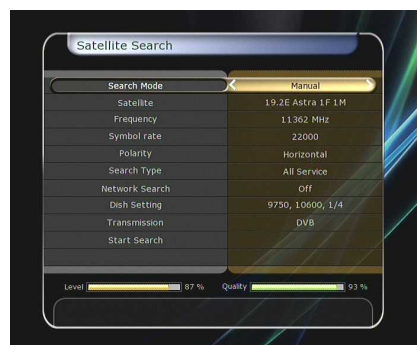 Satellite Search
Search Mode Manual
Satellite 19.2E Astra 1F 1M
Frequency 11362 MHz
Symbol rate 22000
Polarity Horizontal
Search Type All Service
Network Search Off
Dish Setting 9750, 10600, 1/4
Transmission DVB
Start Search
Level 87 % Quality 93 %